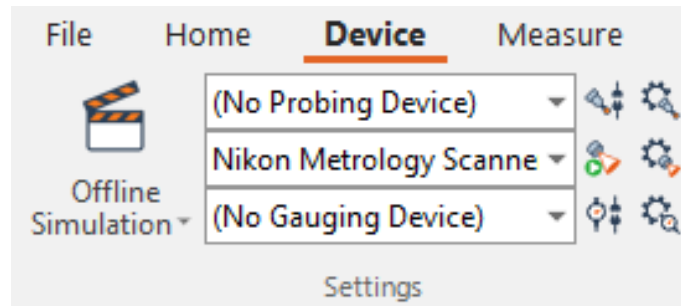 File Home Device Measure
(No Probing Device)
Nikon Metrology Scanne
Offline
Simulation
(No Gauging Device)
Settings